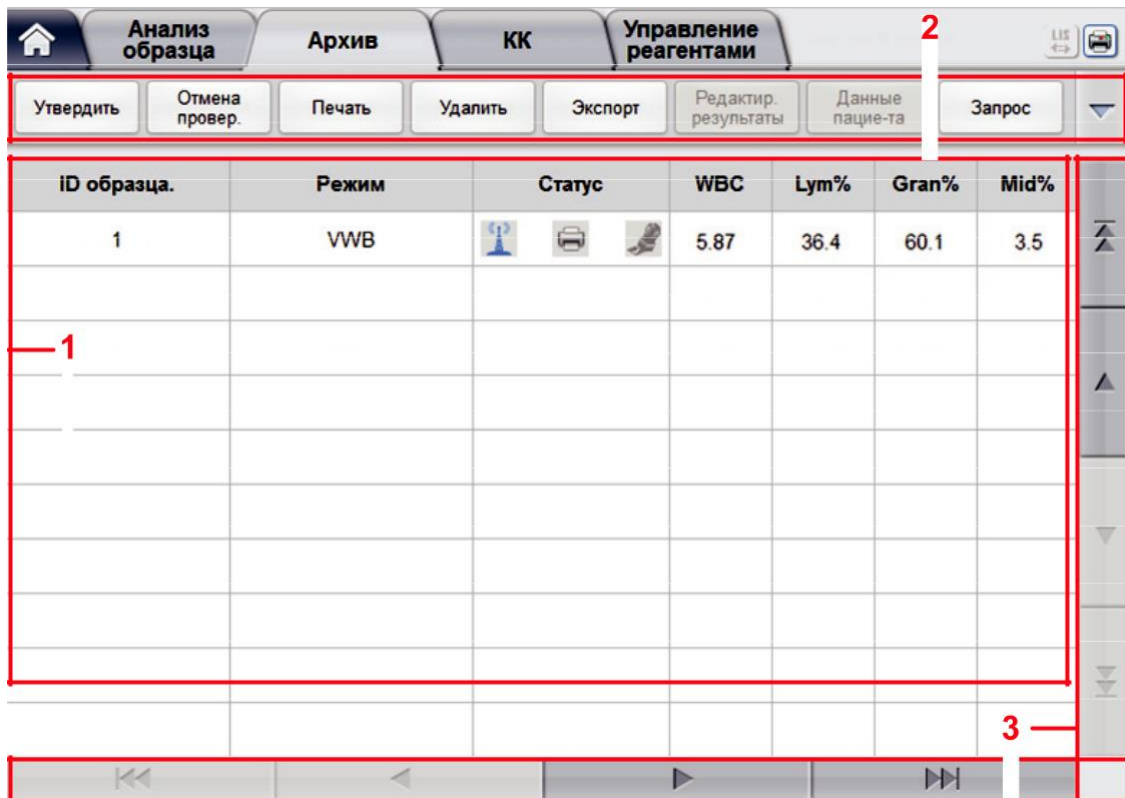 Анализ образца Архив КК Управление реагентами 2 LIS
Утвердить Отмена провер. Печать Удалить Экспорт Редактир. результаты Данные пацие-та Запрос
ID образца. Режим Статус WBC Lym% Gran% Mid%
1 VWB 5.87 36.4 60.1 3.5
1
3